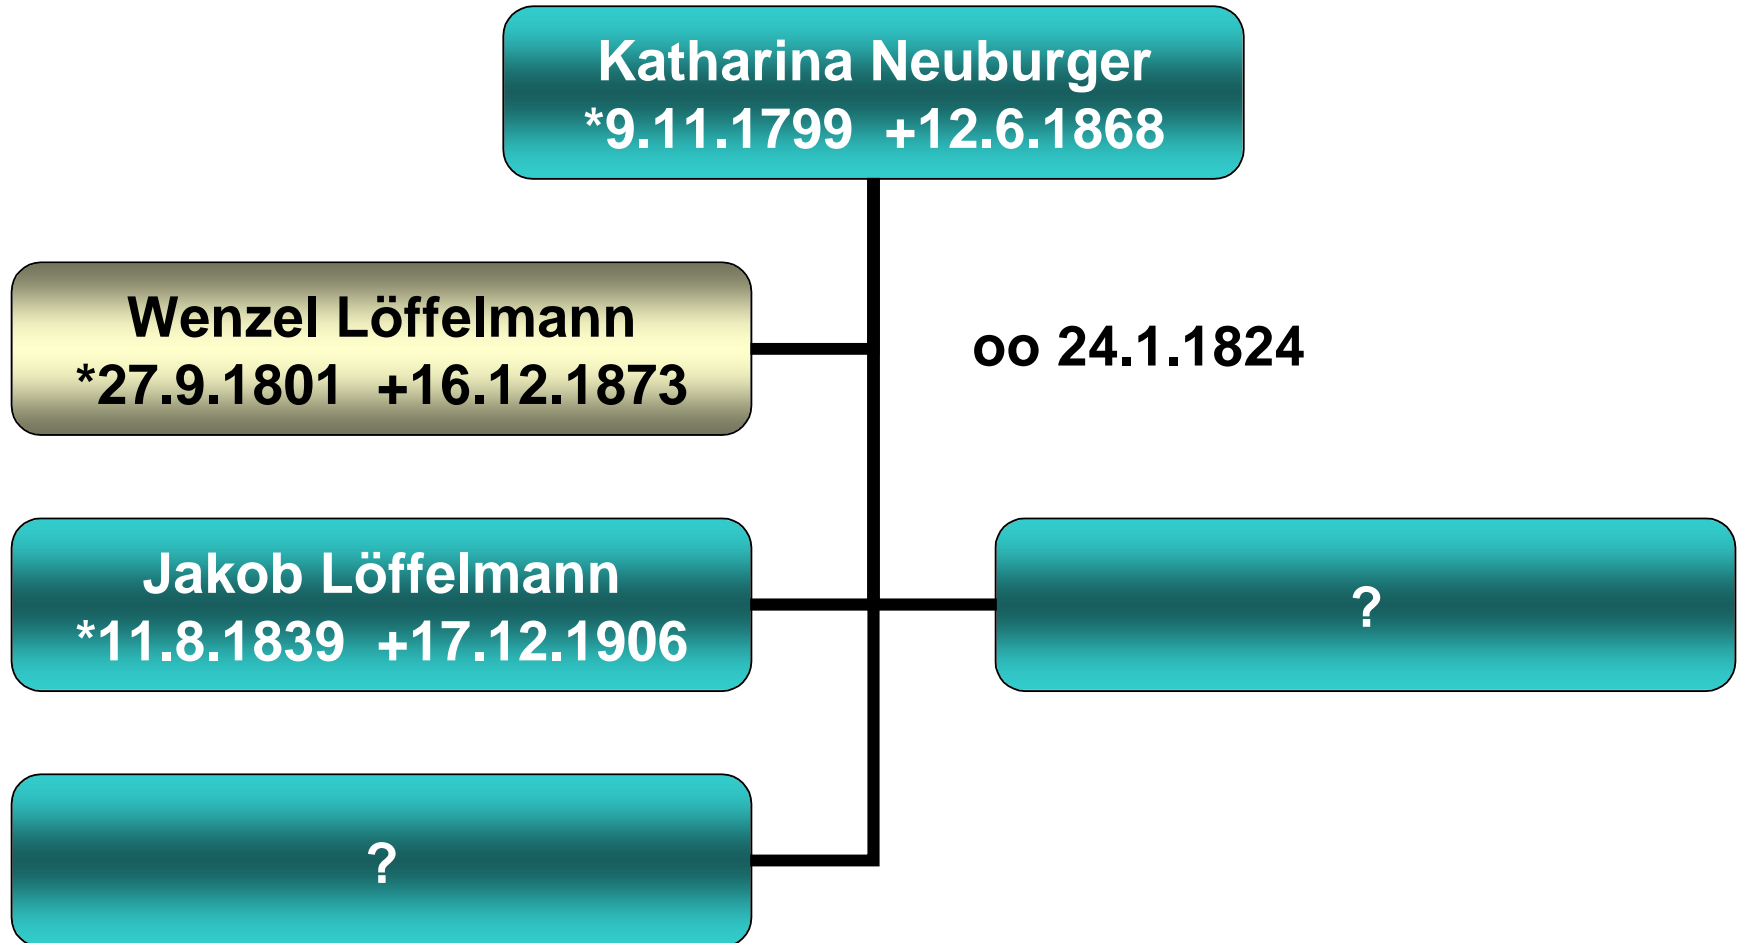 Katharina Neuburger
*9.11.1799 +12.6.1868
Wenzel Löffelmann
*27.9.1801 +16.12.1873
oo 24.1.1824
Jakob Löffelmann
*11.8.1839 +17.12.1906
?
?